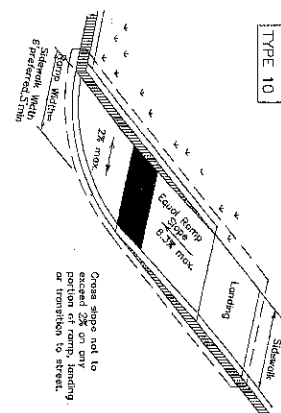 TYPE 10
Sidewalk
Landing
Equal Ramp
Slope
8.3% max.
2% max.
Ramp Width=
Sidewalk Width
6' preferred, 5' min
Cross slope not to
exceed 2% on any
portion of ramp, landing,
or transition to street.